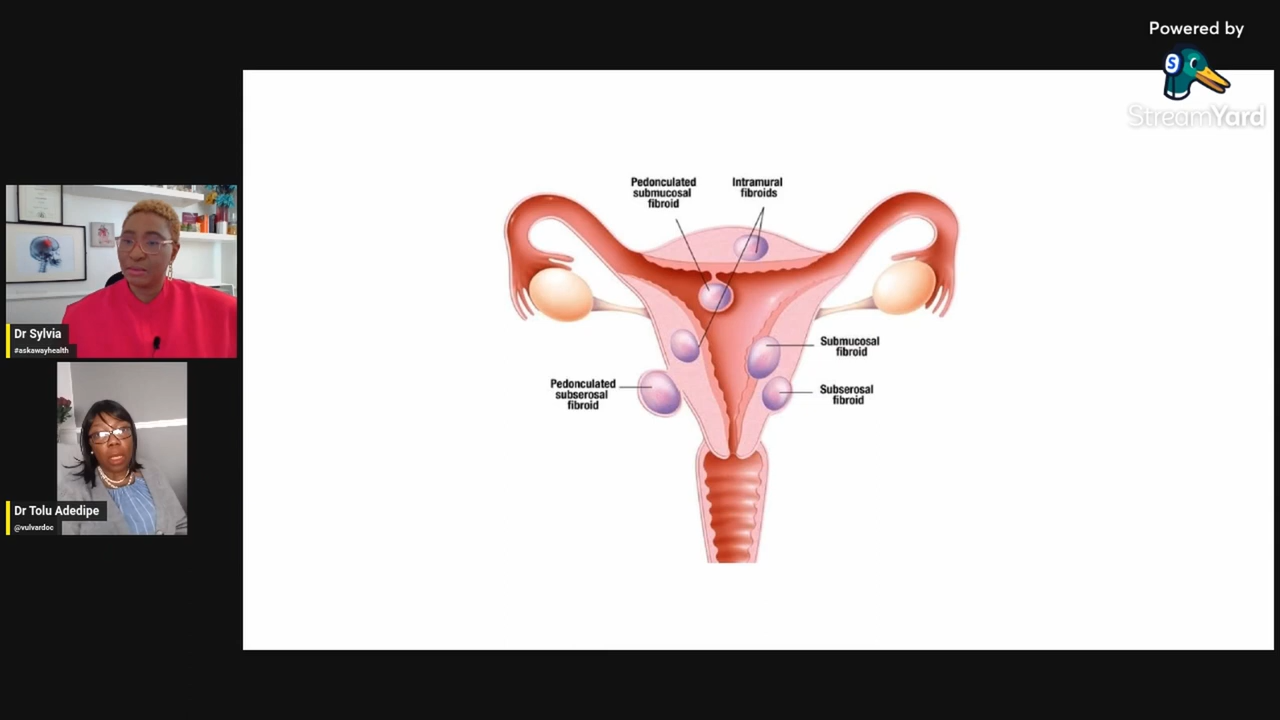 Powered by
S
StreamYard
Pedonculated
submucosal
fibroid
Intramural
fibroids
Submucosal
fibroid
Pedonculated
subserosal
fibroid
Subserosal
fibroid
Dr Sylvia
#askawayhealth
Dr Tolu Adedipe
@vulvardoc